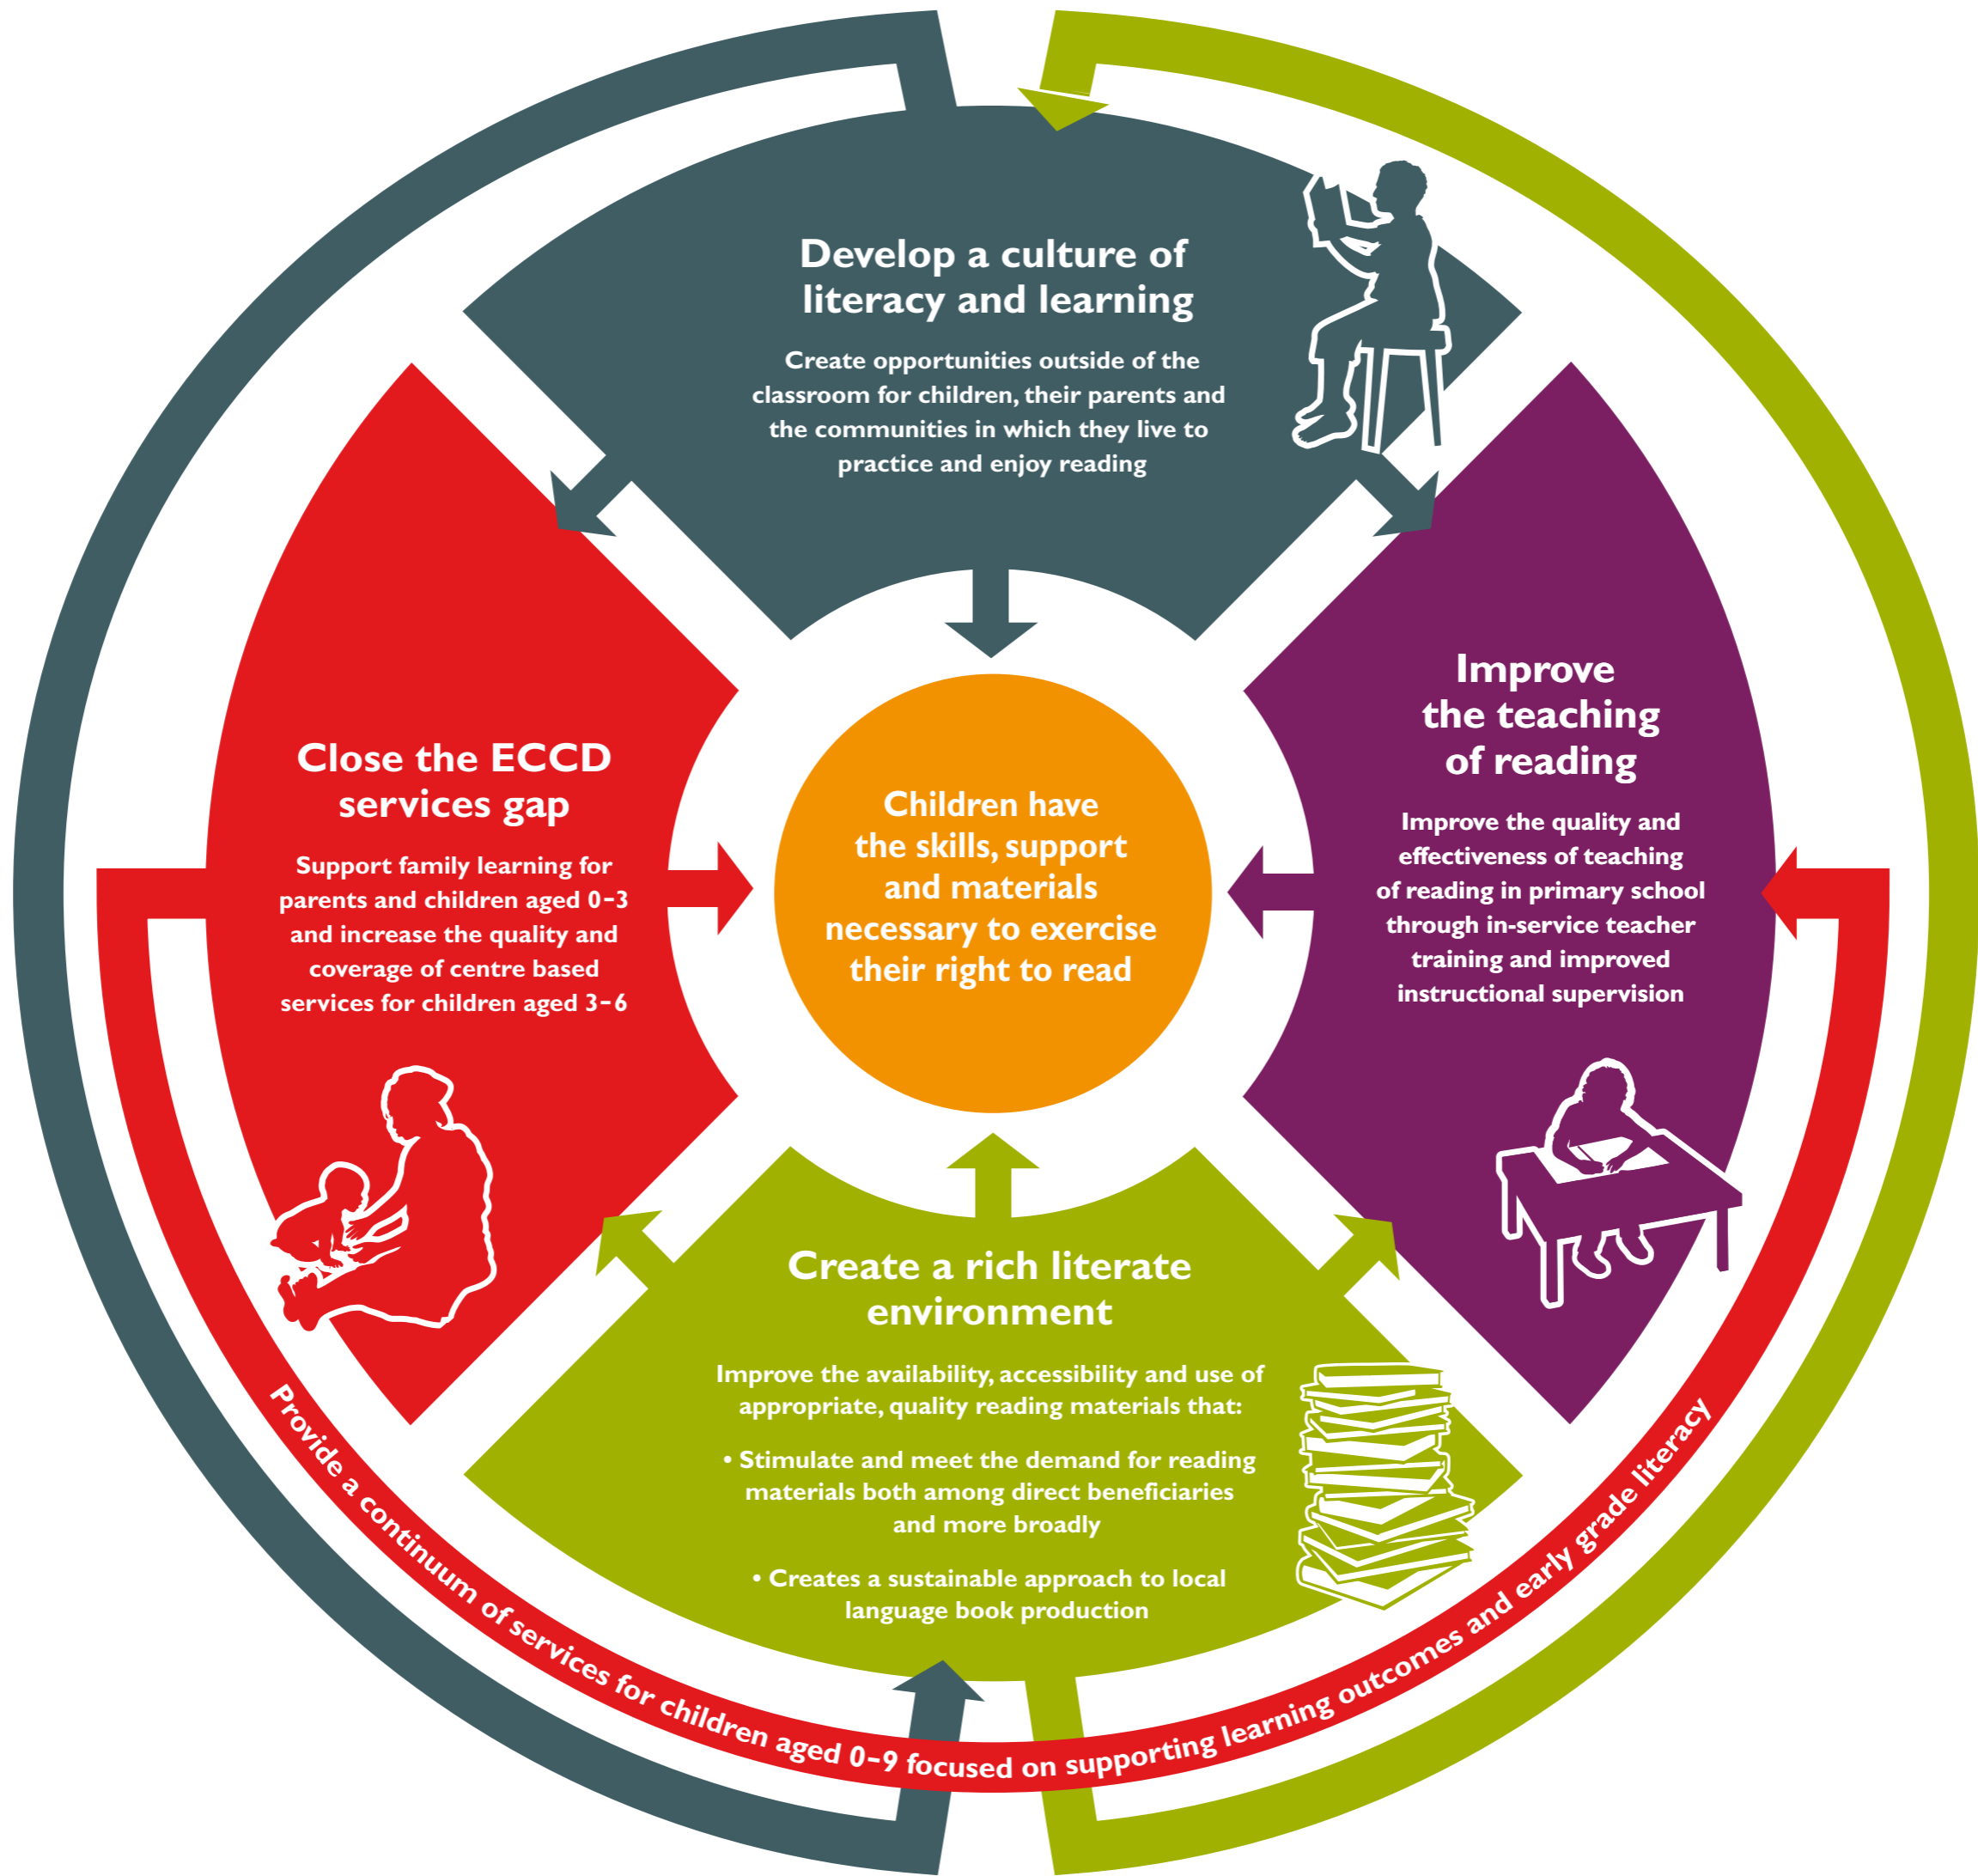 Develop a culture of
literacy and learning
Create opportunities outside of the
classroom for children, their parents and
the communities in which they live to
practice and enjoy reading
Close the ECCD
services gap
Support family learning for
parents and children aged 0–3
and increase the quality and
coverage of centre based
services for children aged 3–6
Children have
the skills, support
and materials
necessary to exercise
their right to read
Improve
the teaching
of reading
Improve the quality and
effectiveness of teaching
of reading in primary school
through in-service teacher
training and improved
instructional supervision
Create a rich literate
environment
Improve the availability, accessibility and use of
appropriate, quality reading materials that:
• Stimulate and meet the demand for reading
materials both among direct beneficiaries
and more broadly
• Creates a sustainable approach to local
language book production
Provide a continuum of services for children aged 0–9 focused on supporting learning outcomes and early grade literacy